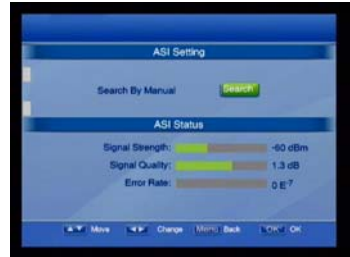 ASI Setting
Search By Manual Search
ASI Status
Signal Strength: -60 dBm
Signal Quality: 1.3 dB
Error Rate: 0 E-7
Move Change Menu Back OK OK